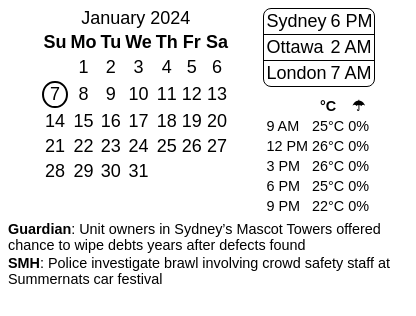 January 2024
Su Mo Tu We Th Fr Sa
1 2 3 4 5 6
7 8 9 10 11 12 13
14 15 16 17 18 19 20
21 22 23 24 25 26 27
28 29 30 31
Sydney 6 PM
Ottawa 2 AM
London 7 AM
°C ☂
9 AM 25°C 0%
12 PM 26°C 0%
3 PM 26°C 0%
6 PM 25°C 0%
9 PM 22°C 0%
Guardian: Unit owners in Sydney’s Mascot Towers offered
chance to wipe debts years after defects found
SMH: Police investigate brawl involving crowd safety staff at
Summernats car festival